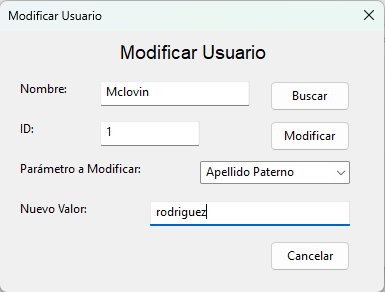 Modificar Usuario
Modificar Usuario
Nombre: Mclovin Buscar
ID: 1 Modificar
Parámetro a Modificar: Apellido Paterno
Nuevo Valor: rodriguez
Cancelar